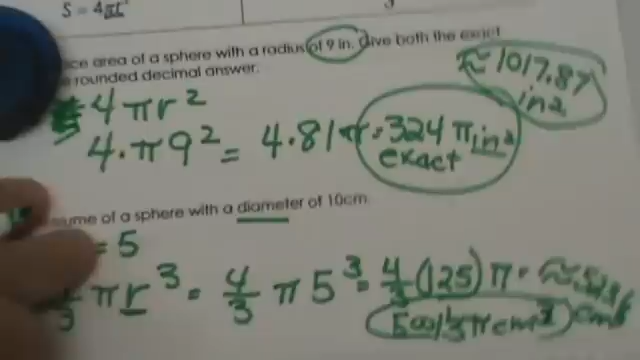 S = 4πr²
ace area of a sphere with a radius of 9 in. Give both the exact
rounded decimal answer.
≈ 1017.87 in²
4πr²
4·π9² = 4·81π = 324π in²
exact
ume of a sphere with a diameter of 10cm
= 5
πr³ = 4/3 π5³ = 4/3 (125) π =
500/3 π cm³